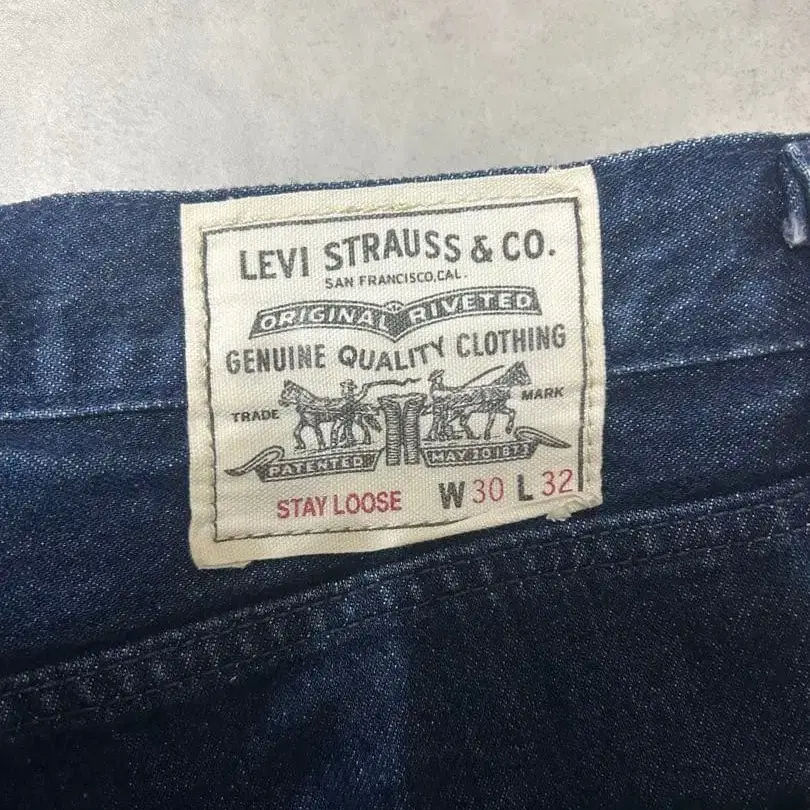 LEVI STRAUSS & CO.
SAN FRANCISCO,CAL.
ORIGINAL RIVETED
GENUINE QUALITY CLOTHING
TRADE MARK
PATENTED MAY 20 1873
STAY LOOSE W 30 L 32